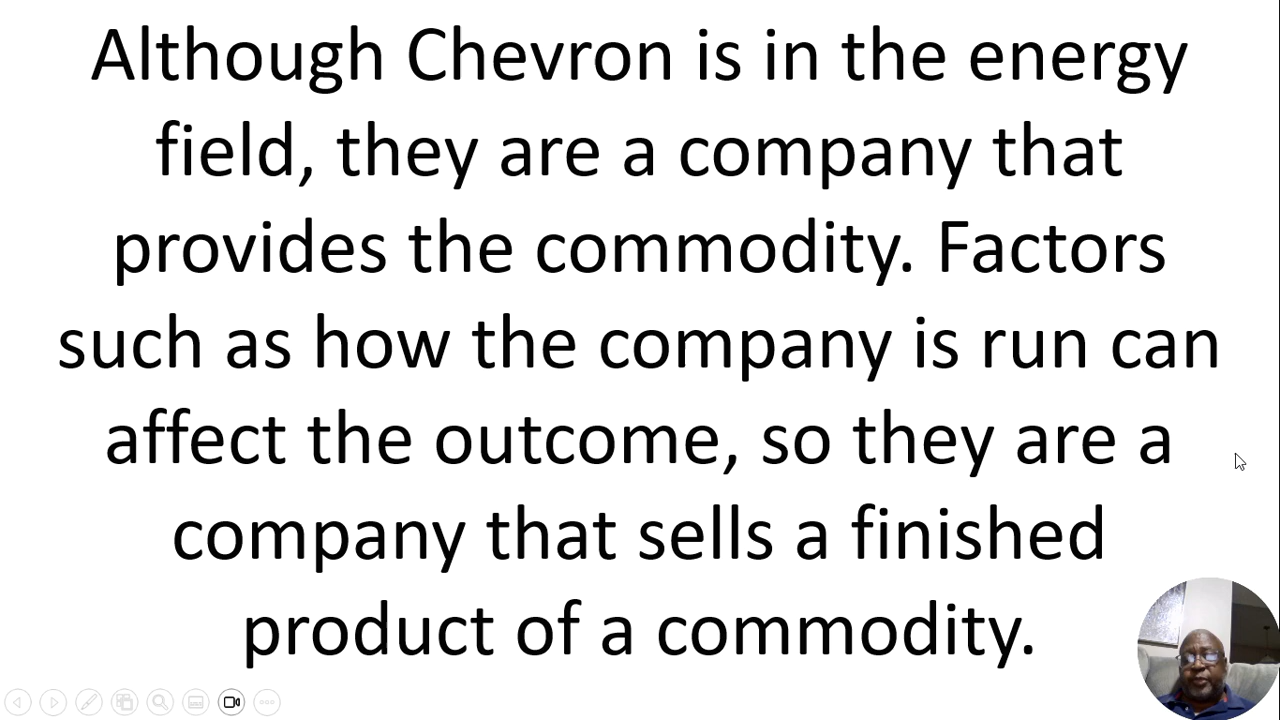 Although Chevron is in the energy
field, they are a company that
provides the commodity. Factors
such as how the company is run can
affect the outcome, so they are a
company that sells a finished
product of a commodity.